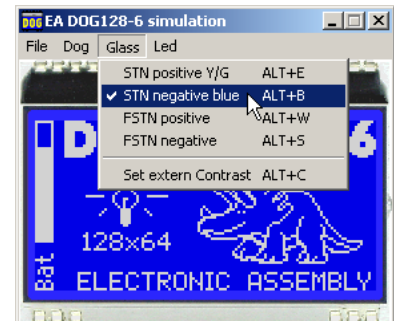 DOG EA DOG128-6 simulation
File Dog Glass Led
STN positive Y/G ALT+E
✓ STN negative blue ALT+B
FSTN positive ALT+W
FSTN negative ALT+S
Set extern Contrast ALT+C
D 6
128x64
Bat
ELECTRONIC ASSEMBLY